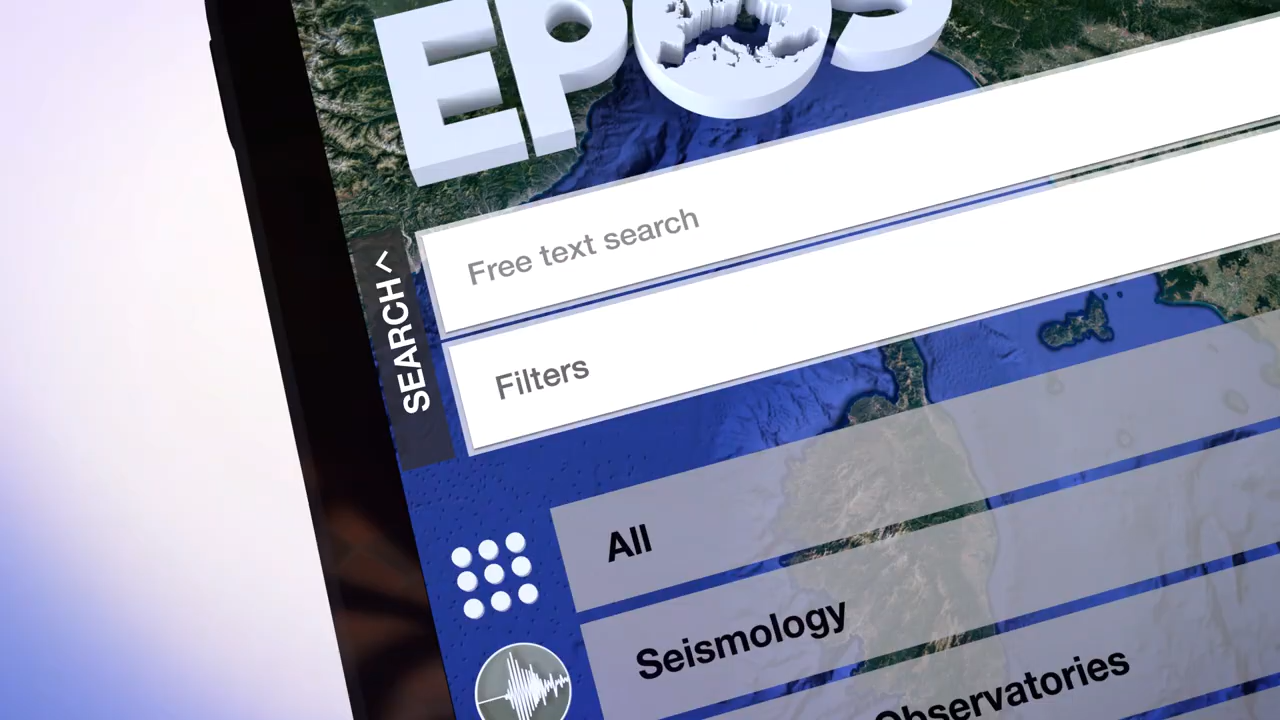 EPOS
SEARCH
Free text search
Filters
All
Seismology
Observatories